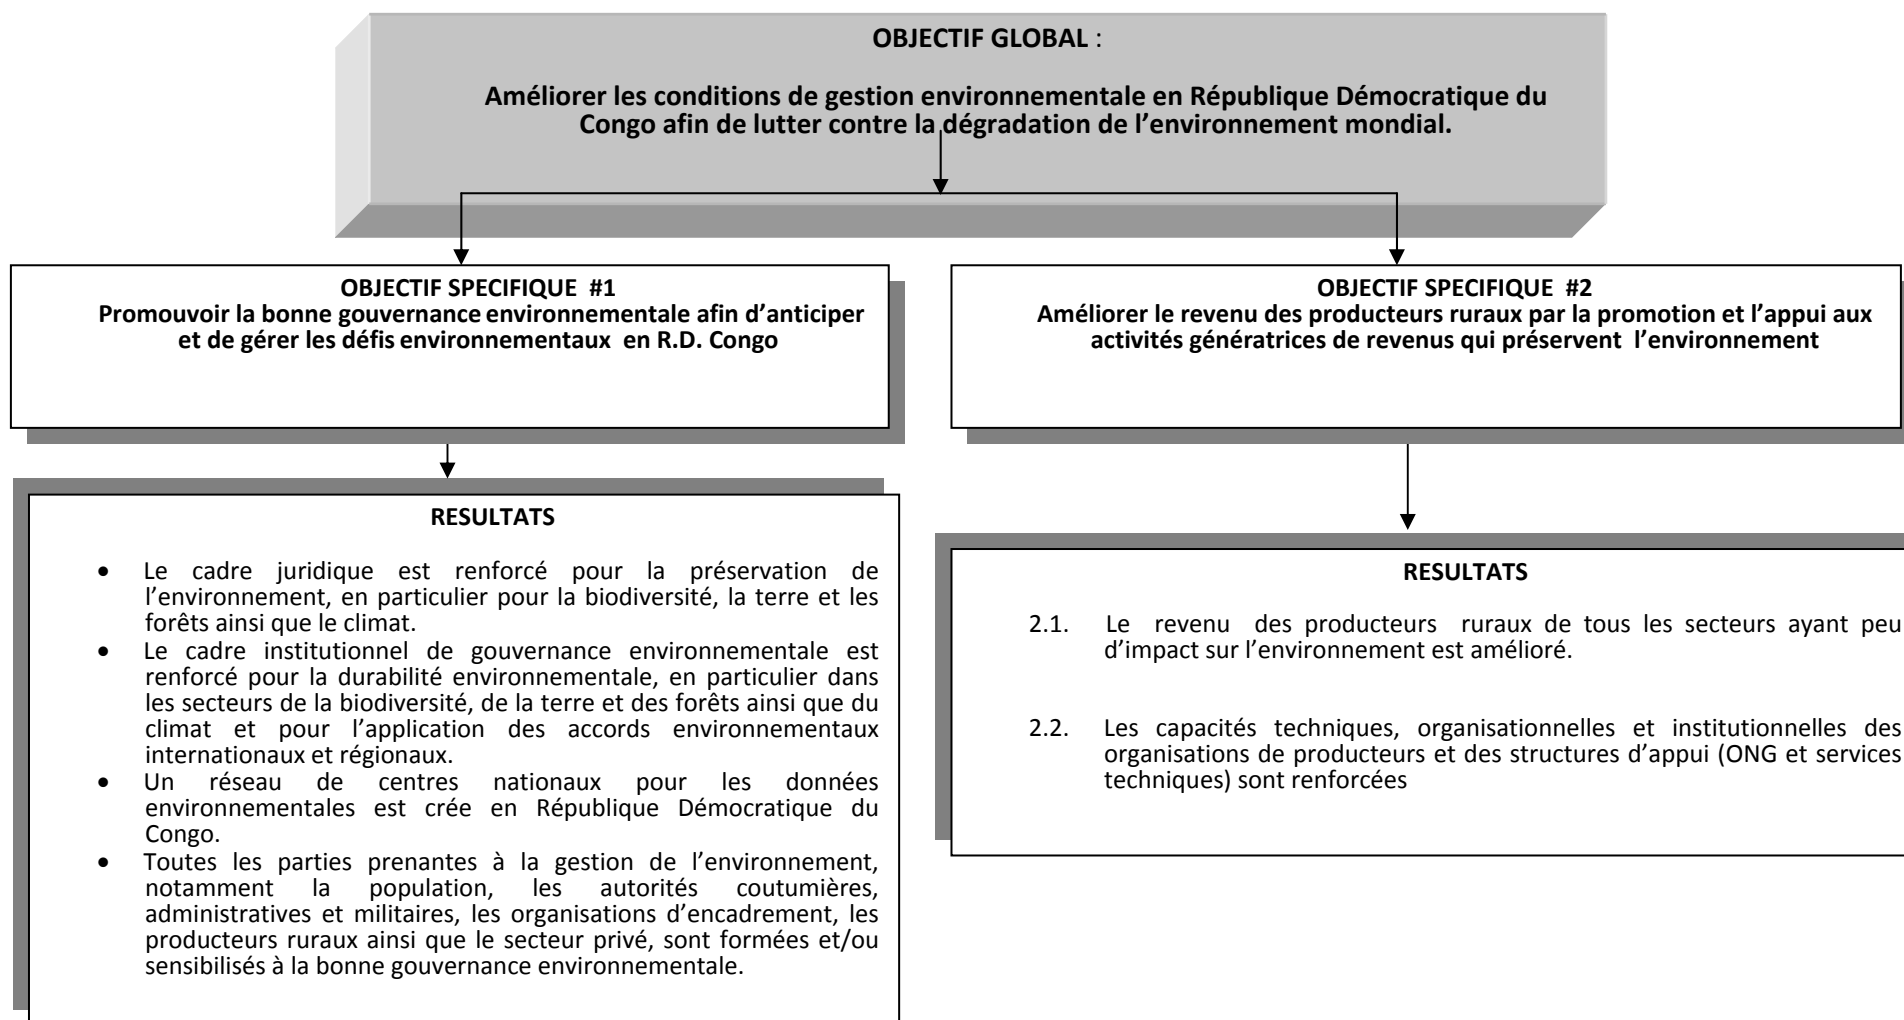 OBJECTIF GLOBAL :
Améliorer les conditions de gestion environnementale en République Démocratique du
Congo afin de lutter contre la dégradation de l’environnement mondial.
OBJECTIF SPECIFIQUE #1
Promouvoir la bonne gouvernance environnementale afin d’anticiper
et de gérer les défis environnementaux en R.D. Congo
OBJECTIF SPECIFIQUE #2
Améliorer le revenu des producteurs ruraux par la promotion et l’appui aux
activités génératrices de revenus qui préservent l’environnement
RESULTATS
• Le cadre juridique est renforcé pour la préservation de
l’environnement, en particulier pour la biodiversité, la terre et les
forêts ainsi que le climat.
• Le cadre institutionnel de gouvernance environnementale est
renforcé pour la durabilité environnementale, en particulier dans
les secteurs de la biodiversité, de la terre et des forêts ainsi que du
climat et pour l’application des accords environnementaux
internationaux et régionaux.
• Un réseau de centres nationaux pour les données
environnementales est crée en République Démocratique du
Congo.
• Toutes les parties prenantes à la gestion de l’environnement,
notamment la population, les autorités coutumières,
administratives et militaires, les organisations d’encadrement, les
producteurs ruraux ainsi que le secteur privé, sont formées et/ou
sensibilisés à la bonne gouvernance environnementale.
RESULTATS
2.1. Le revenu des producteurs ruraux de tous les secteurs ayant peu
d’impact sur l’environnement est amélioré.
2.2. Les capacités techniques, organisationnelles et institutionnelles des
organisations de producteurs et des structures d’appui (ONG et services
techniques) sont renforcées